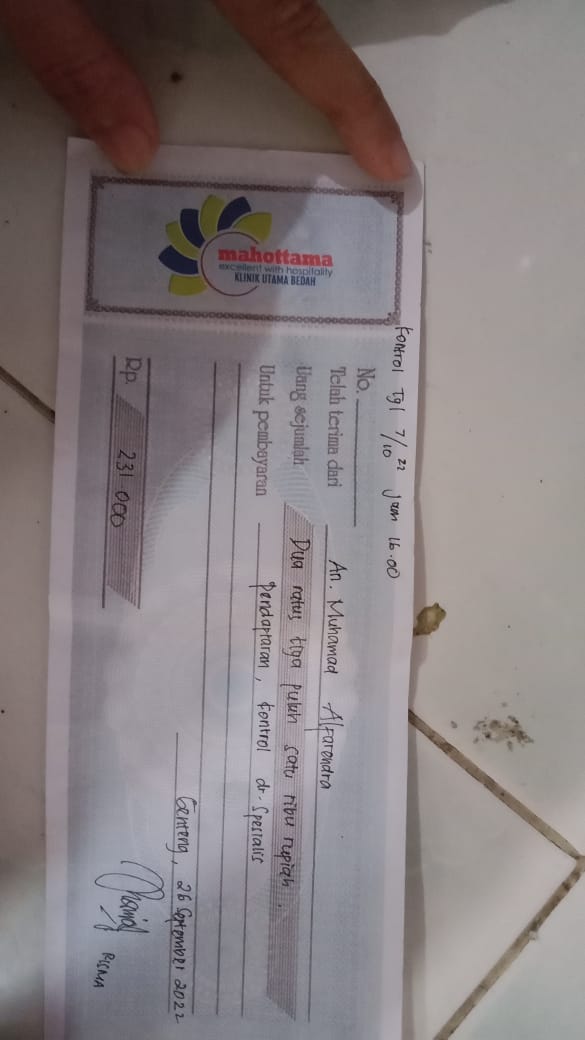 Kontrol Tgl 7/10 22 Jam 16.00
mahottama
excellent with hospitality
KLINIK UTAMA BEDAH
No.
Telah terima dari An. Muhamad Alfarendra
Uang sejumlah Dua ratus tiga puluh satu ribu rupiah.
Untuk pembayaran Pendaftaran, kontrol dr. Spesialis
Genteng, 26 September 2022
Rp. 231 000
RISMA